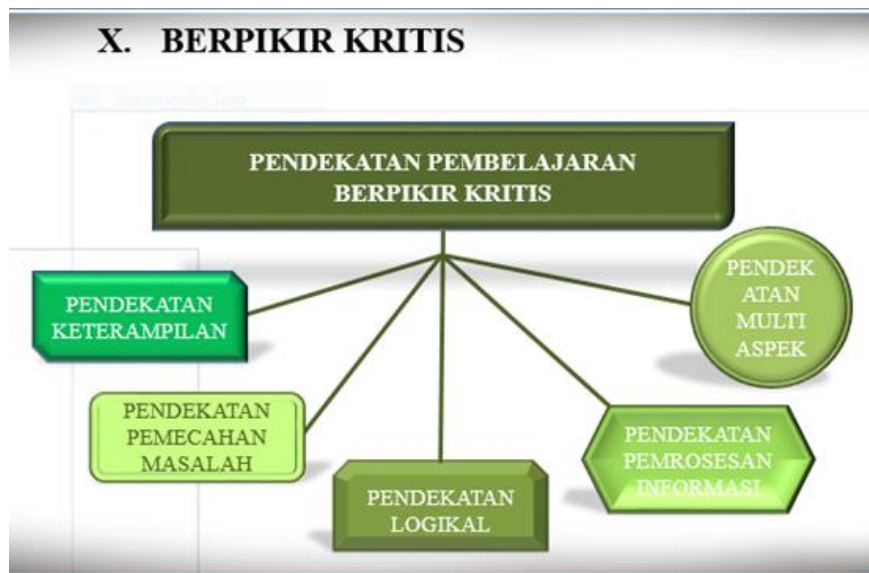 X. BERPIKIR KRITIS
PENDEKATAN PEMBELAJARAN
BERPIKIR KRITIS
PENDEKATAN
KETERAMPILAN
PENDEKATAN
PEMECAHAN
MASALAH
PENDEKATAN
LOGIKAL
PENDEKATAN
PEMROSESAN
INFORMASI
PENDEK
ATAN
MULTI
ASPEK